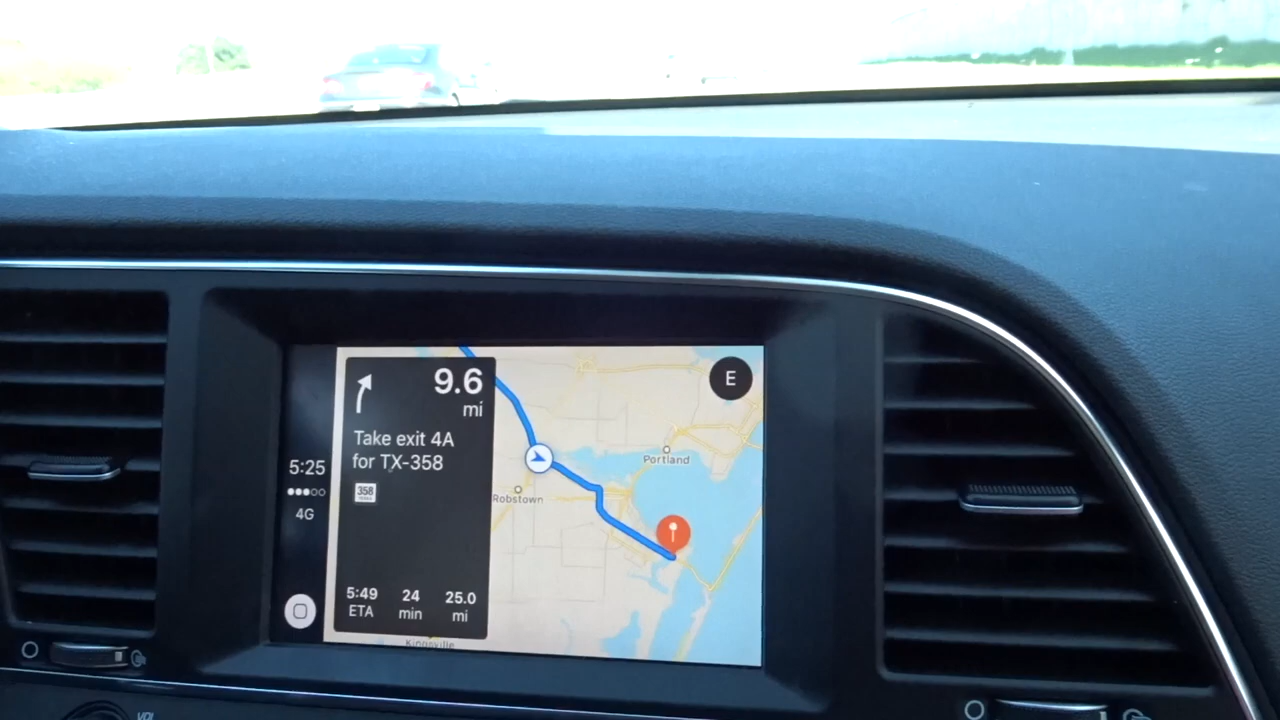 5:25
4G
9.6
mi
Take exit 4A
for TX-358
358
5:49 24 25.0
ETA min mi
E
Portland
Robstown
Kingsville
VOL